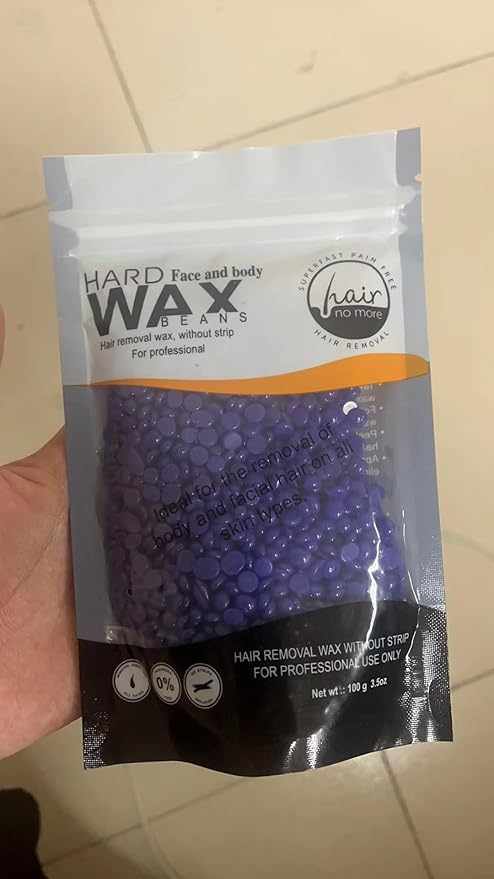 HARD Face and body
WAX
BEANS
Hair removal wax, without strip
For professional
SUPERFAST PAIN FREE
hair
no more
HAIR REMOVAL
Ideal for the removal of
body and facial hair on all
skin types.
0%
HAIR REMOVAL WAX WITHOUT STRIP
FOR PROFESSIONAL USE ONLY
Net wt.: 100 g 3.5oz